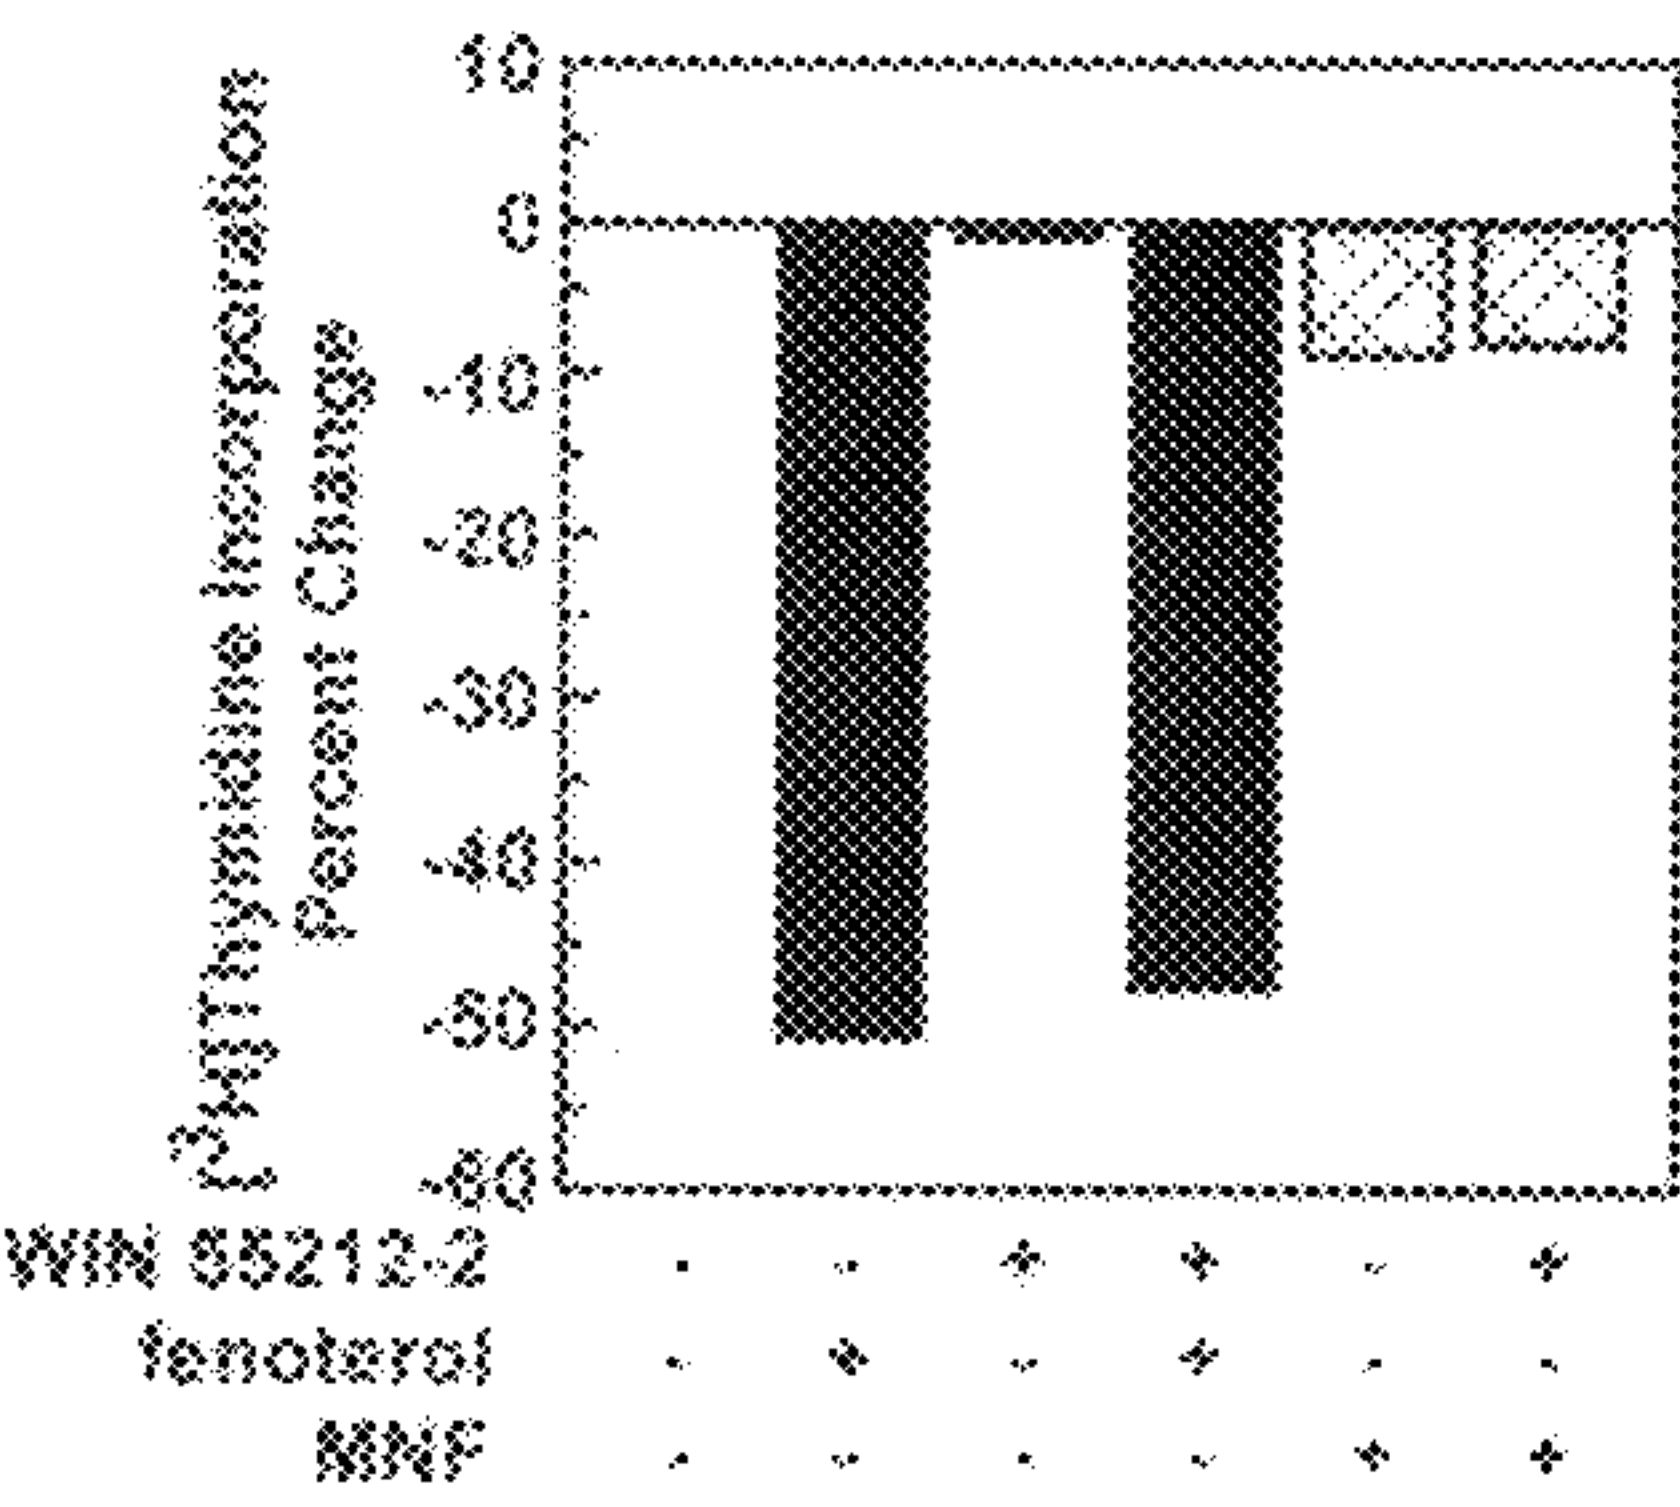 [3H]Thymidine Incorporation
Percent Change
10
0
-10
-20
-30
-40
-50
-60
WIN 55212-2 - - + + - +
fenoterol - + - + - -
MNF - - - - + +